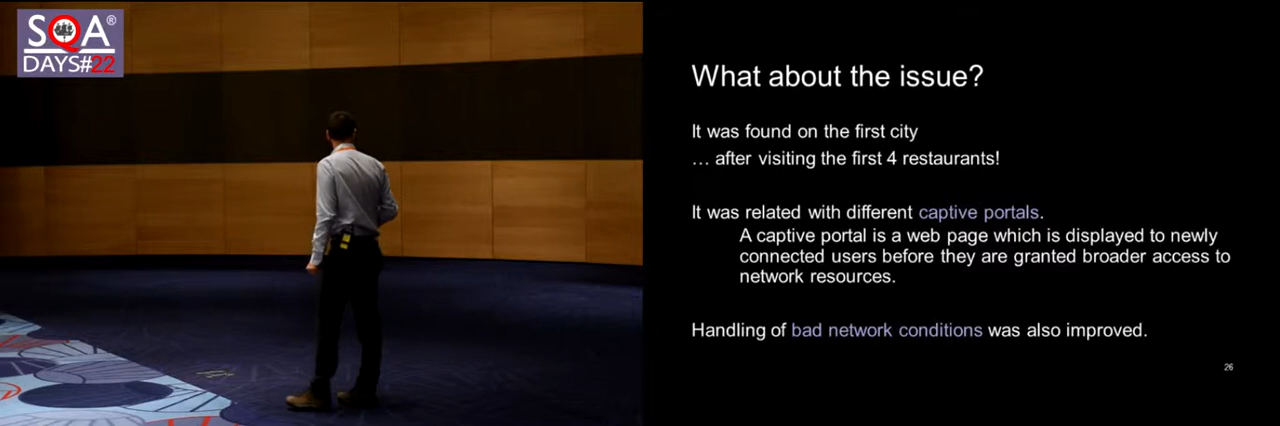 SQA®
DAYS#22
What about the issue?
It was found on the first city
… after visiting the first 4 restaurants!
It was related with different captive portals.
A captive portal is a web page which is displayed to newly
connected users before they are granted broader access to
network resources.
Handling of bad network conditions was also improved.
26